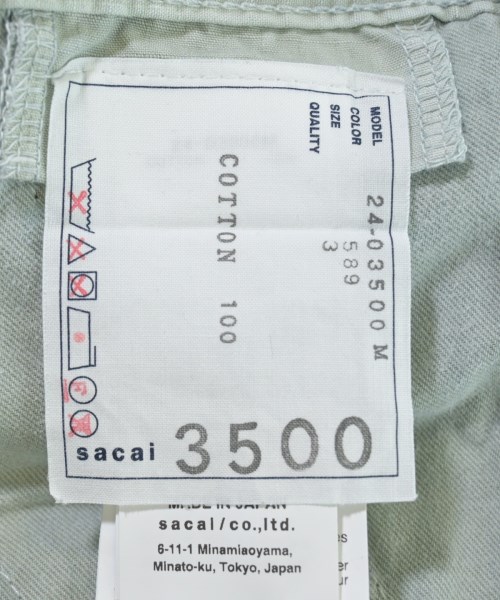 MODEL 24-03500 M
COLOR 589
SIZE 3
QUALITY
COTTON 100
sacai 3500
MADE IN JAPAN
sacai/co.,ltd.
6-11-1 Minamiaoyama,
Minato-ku, Tokyo, Japan